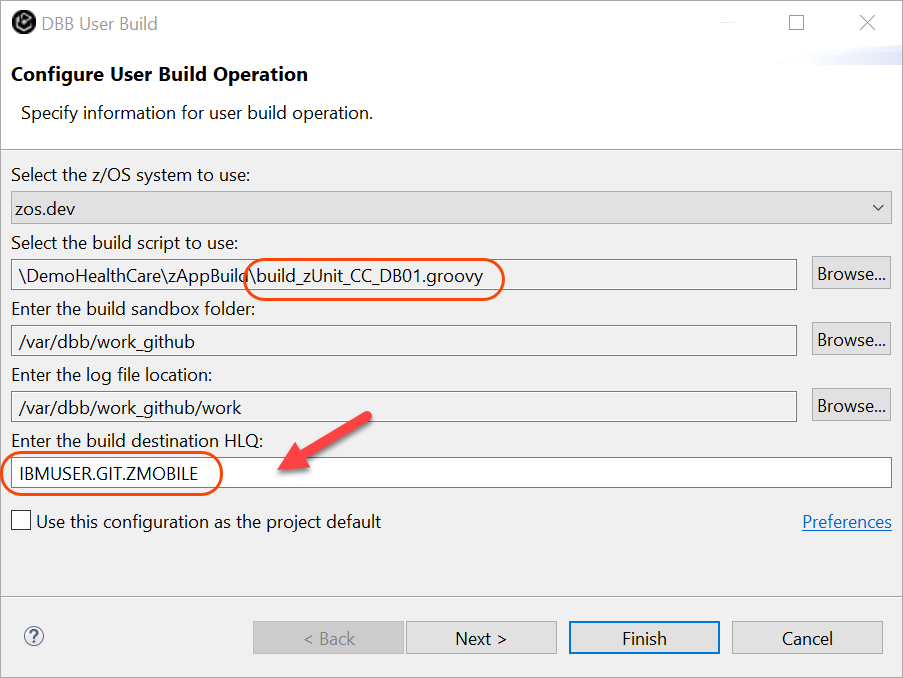 DBB User Build
Configure User Build Operation
Specify information for user build operation.
Select the z/OS system to use:
zos.dev
Select the build script to use:
\DemoHealthCare\zAppBuild\build_zUnit_CC_DB01.groovy
Browse...
Enter the build sandbox folder:
/var/dbb/work_github
Browse...
Enter the log file location:
/var/dbb/work_github/work
Browse...
Enter the build destination HLQ:
IBMUSER.GIT.ZMOBILE
Use this configuration as the project default
Preferences
?
< Back
Next >
Finish
Cancel